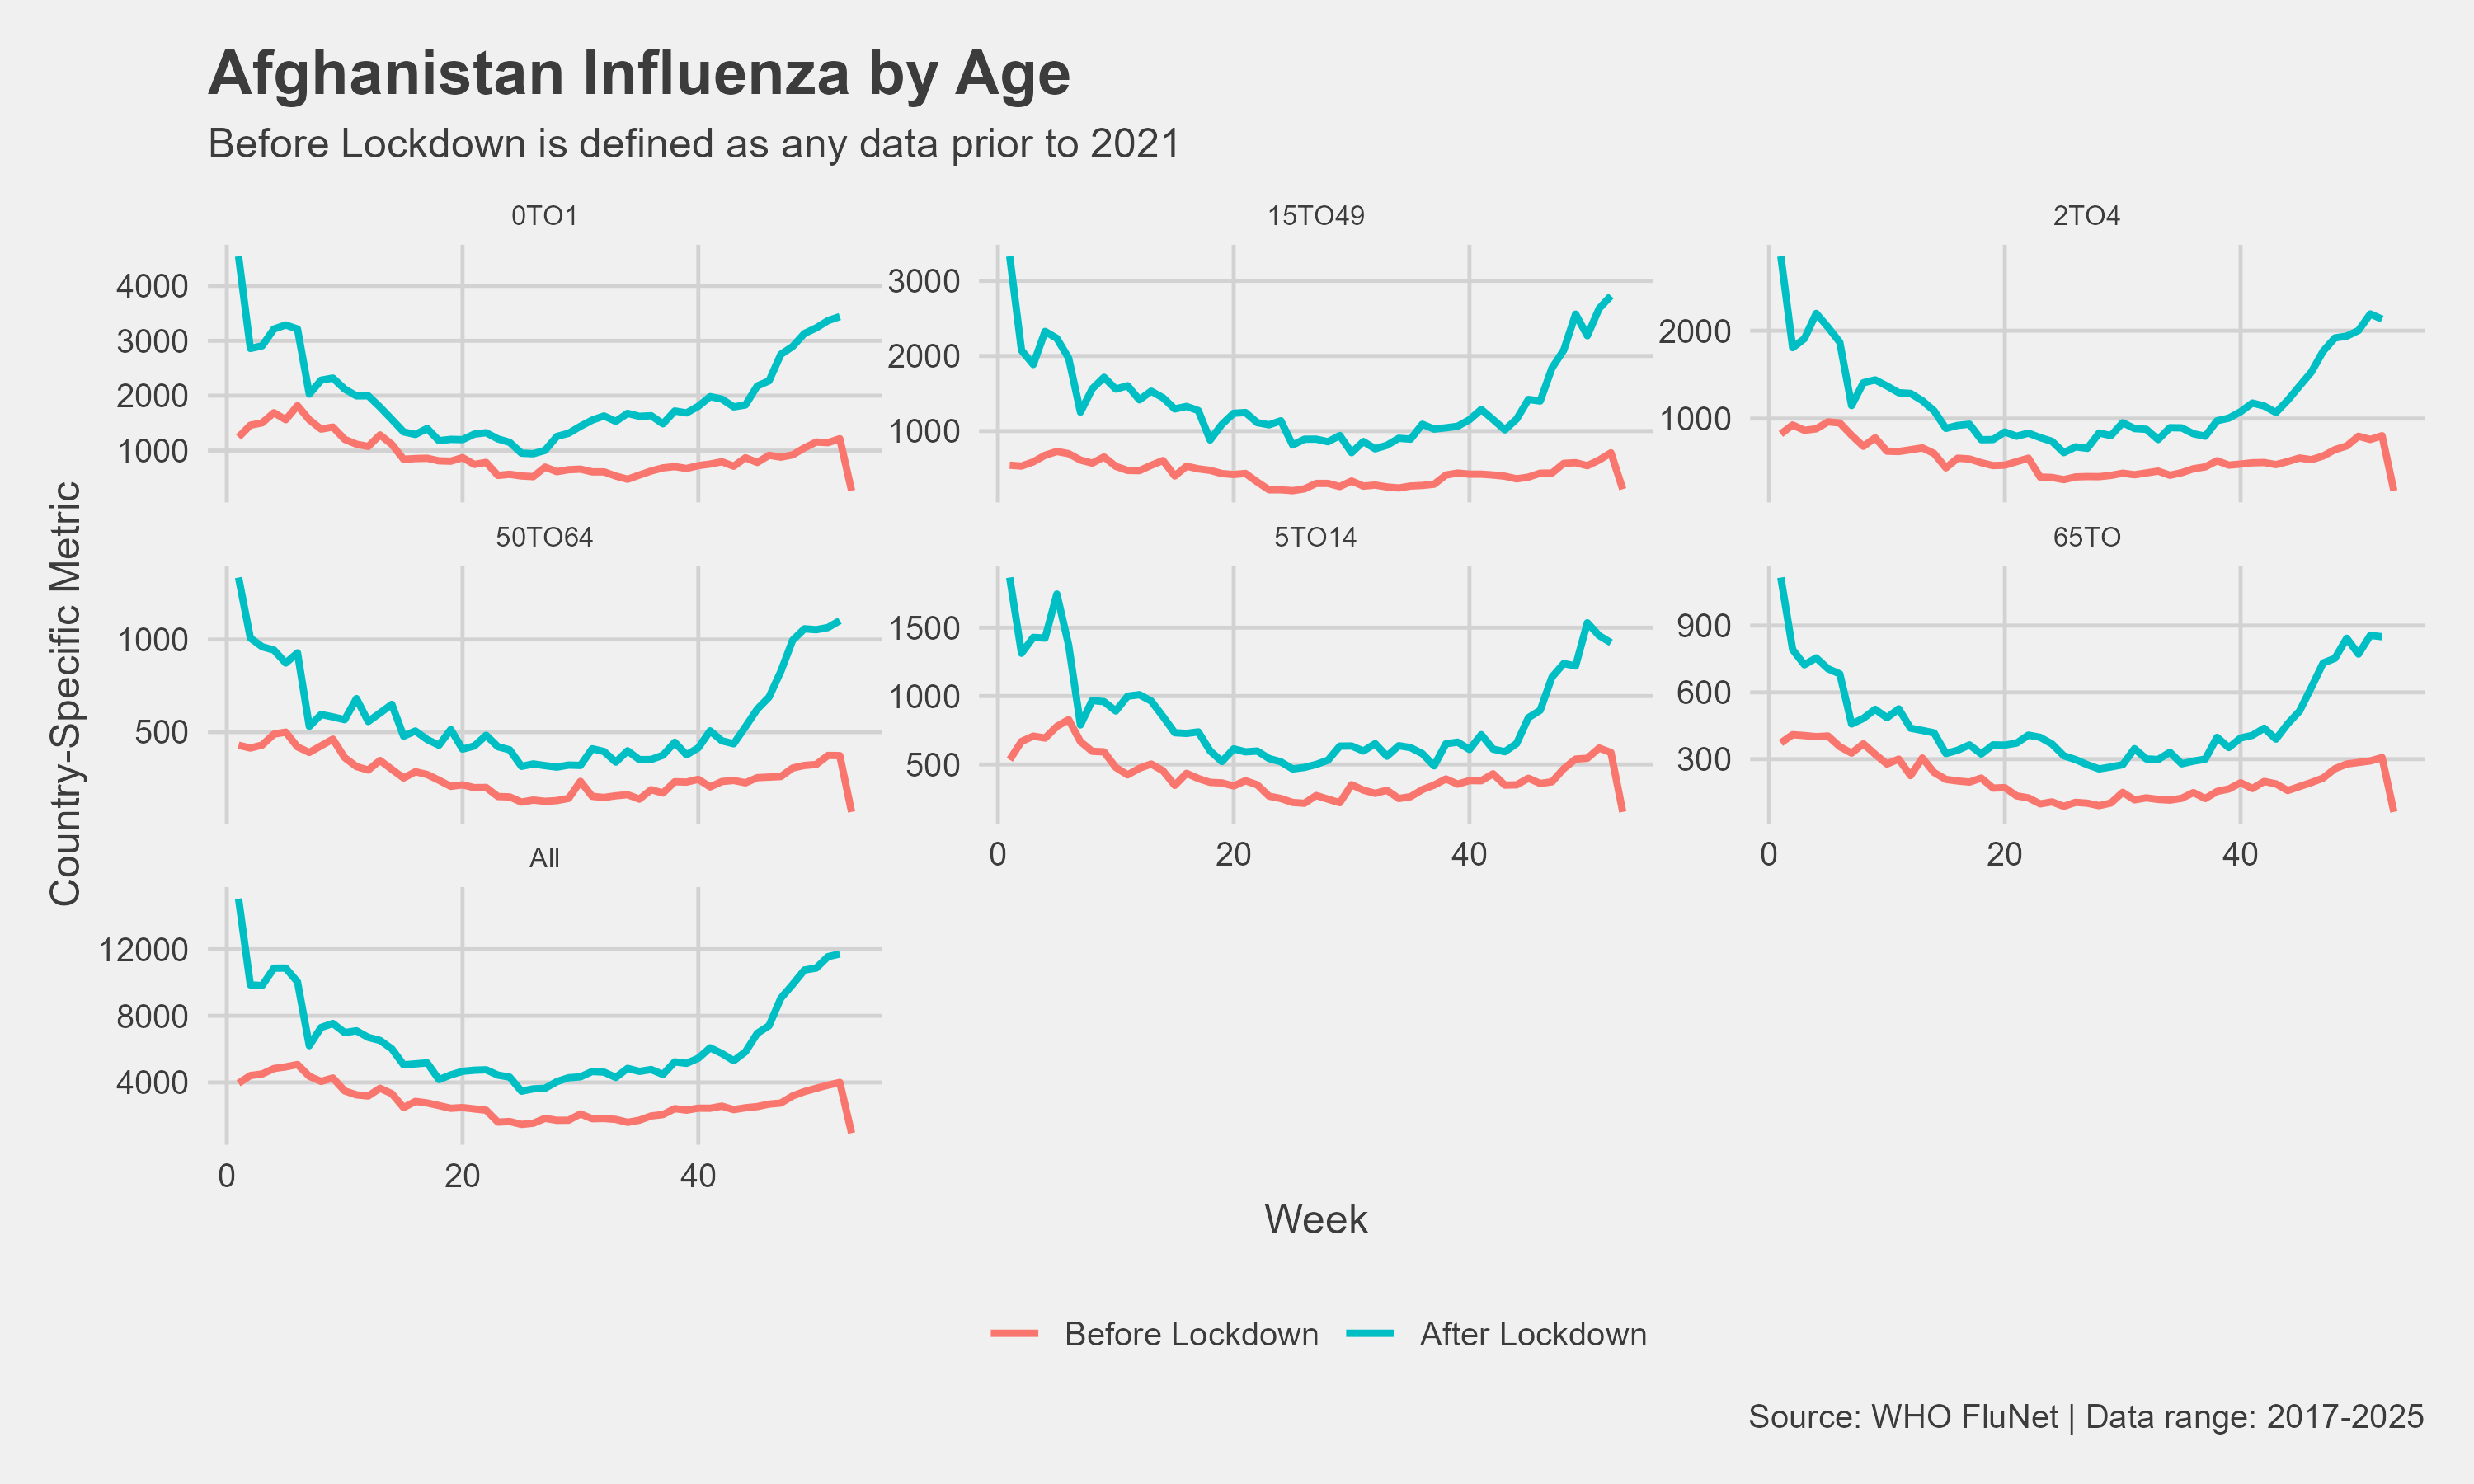 Afghanistan Influenza by Age
Before Lockdown is defined as any data prior to 2021
0TO1
15TO49
2TO4
4000
3000
2000
1000
3000
2000
1000
2000
1000
50TO64
5TO14
65TO
1000
500
1500
1000
500
900
600
300
0
20
40
0
20
40
All
12000
8000
4000
0
20
40
Country-Specific Metric
Week
Before Lockdown
After Lockdown
Source: WHO FluNet | Data range: 2017-2025